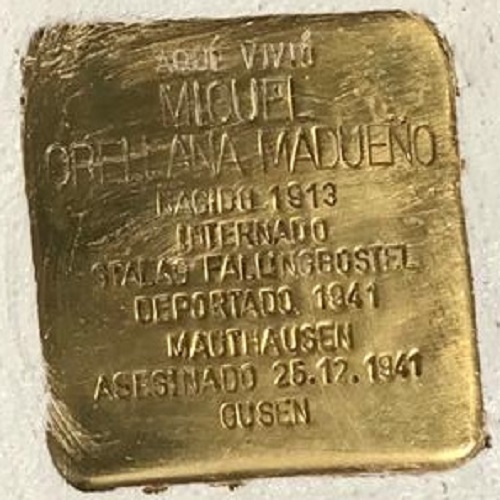 AQUÍ VIVIÓ
MIGUEL
ORELLANA MADUEÑO
NACIDO 1913
INTERNADO
STALAG FALLINGBOSTEL
DEPORTADO 1941
MAUTHAUSEN
ASESINADO 25.12.1941
GUSEN